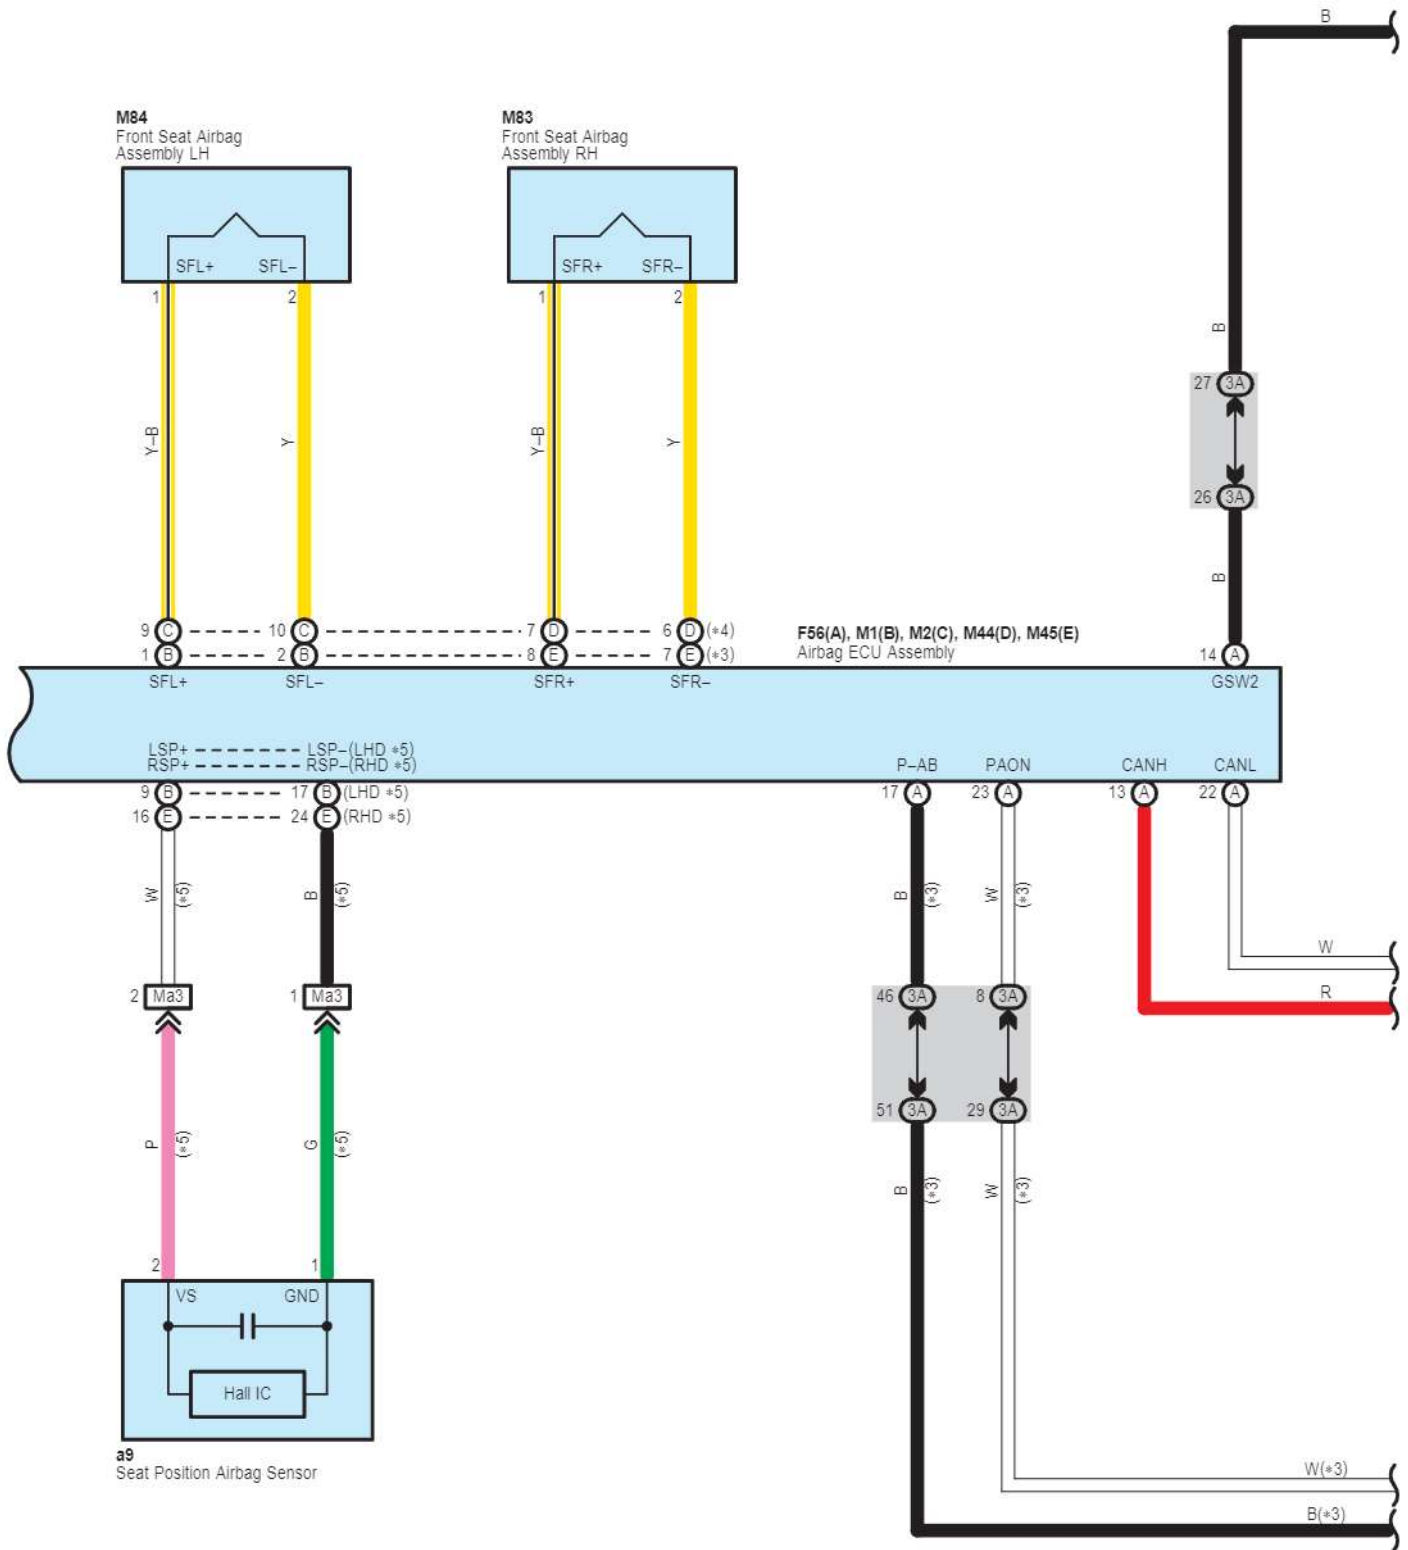 B
M84
Front Seat Airbag
Assembly LH
M83
Front Seat Airbag
Assembly RH
SFL+ SFL–
SFR+ SFR–
1 2
1 2
B
27 3A
Y–B Y Y–B Y
26 3A
B
9 C 10 C 7 D 6 D (*4)
1 B 2 B 8 E 7 E (*3)
F56(A), M1(B), M2(C), M44(D), M45(E)
Airbag ECU Assembly
14 A
SFL+ SFL– SFR+ SFR– GSW2
LSP+ LSP–(LHD *5)
RSP+ RSP–(RHD *5)
P–AB PAON CANH CANL
9 B 17 B (LHD *5)
16 E 24 E (RHD *5)
17 A 23 A 13 A 22 A
W (*5) B (*5)
B (*3) W (*3)
W
R
2 Ma3 1 Ma3
46 3A 8 3A
51 3A 29 3A
P (*5) G (*5)
B (*3) W (*3)
2 1
VS GND
Hall IC
a9
Seat Position Airbag Sensor
W(*3)
B(*3)